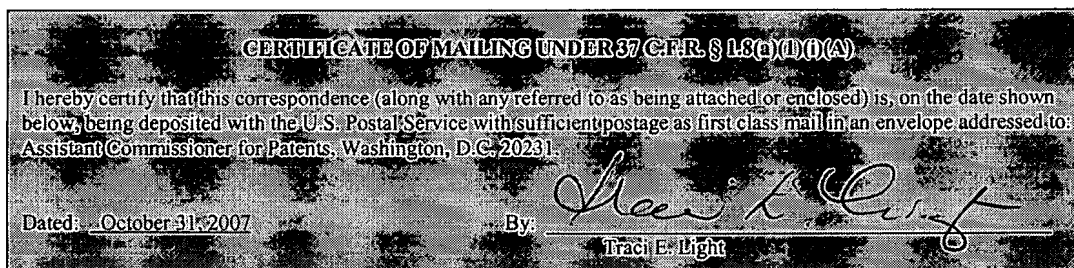 CERTIFICATE OF MAILING UNDER 37 C.F.R. § 1.8(a)(1)(i)(A)
I hereby certify that this correspondence (along with any referred to as being attached or enclosed) is, on the date shown
below, being deposited with the U.S. Postal Service with sufficient postage as first class mail in an envelope addressed to:
Assistant Commissioner for Patents, Washington, D.C. 20231.
Dated: October 31, 2007 By:
Traci E. Light